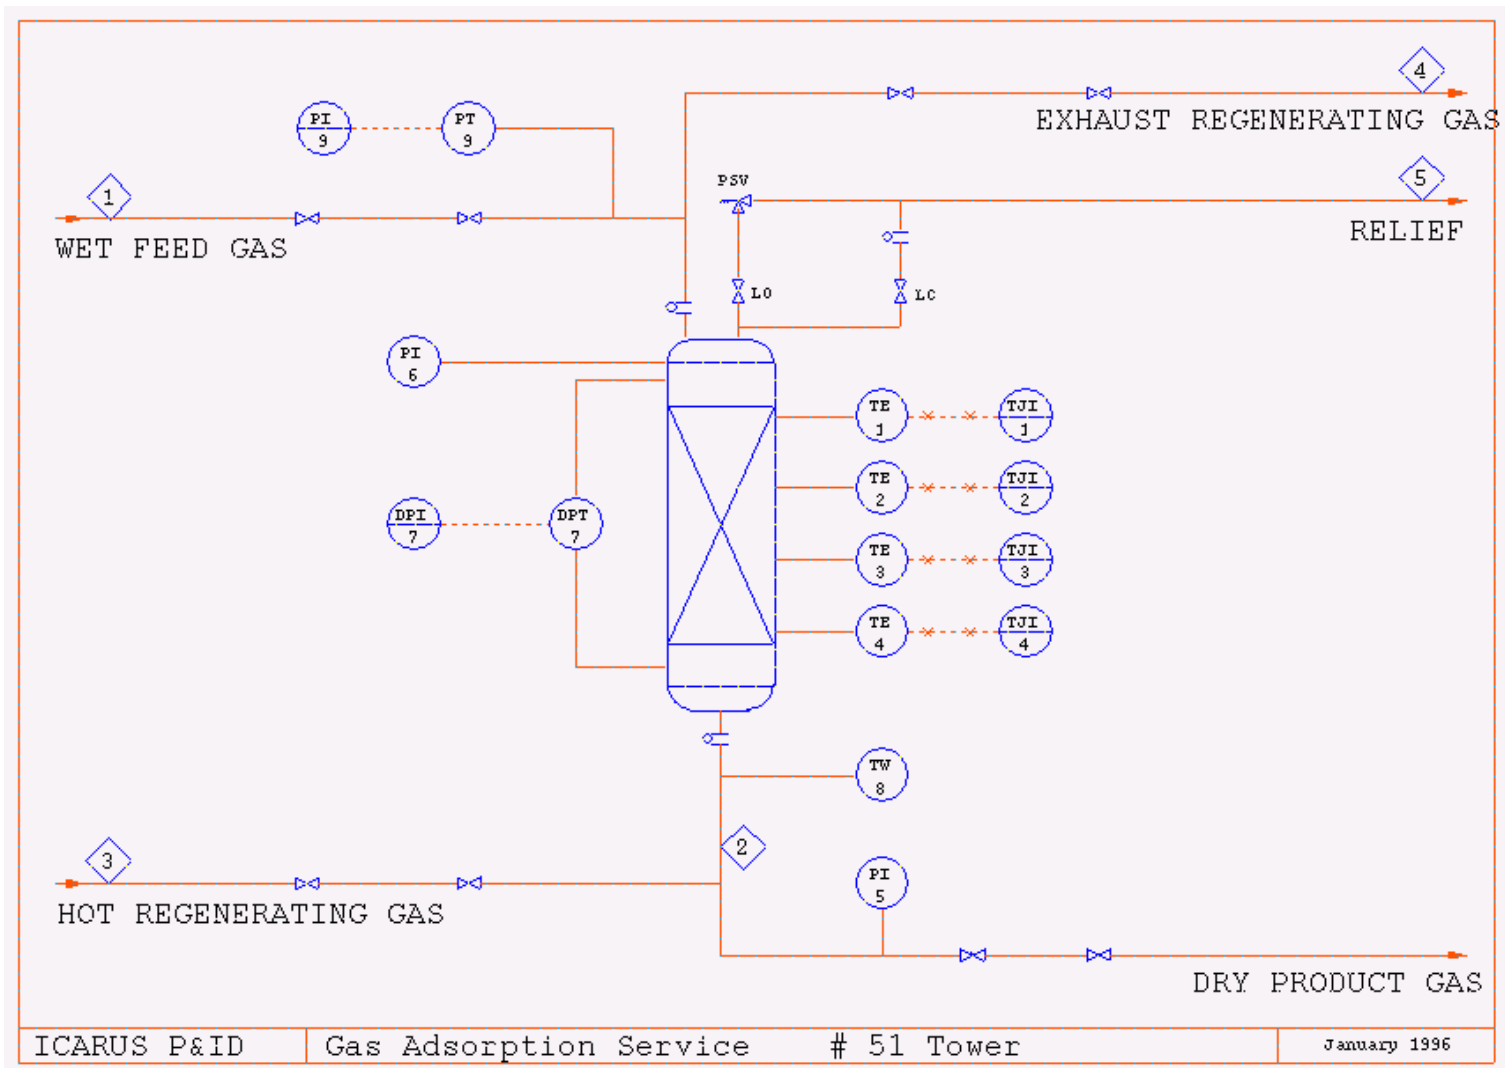 4
EXHAUST REGENERATING GAS
PI
9
PT
9
1
WET FEED GAS
PSV
5
RELIEF
LO
LC
PI
6
TE
1
TJI
1
TE
2
TJI
2
DPI
7
DPT
7
TE
3
TJI
3
TE
4
TJI
4
TW
8
3
HOT REGENERATING GAS
2
PI
5
DRY PRODUCT GAS
ICARUS P&ID
Gas Adsorption Service # 51 Tower
January 1996